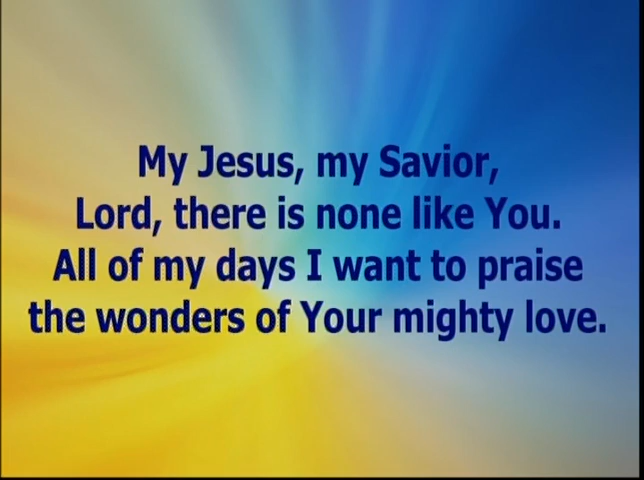 My Jesus, my Savior,
Lord, there is none like You.
All of my days I want to praise
the wonders of Your mighty love.